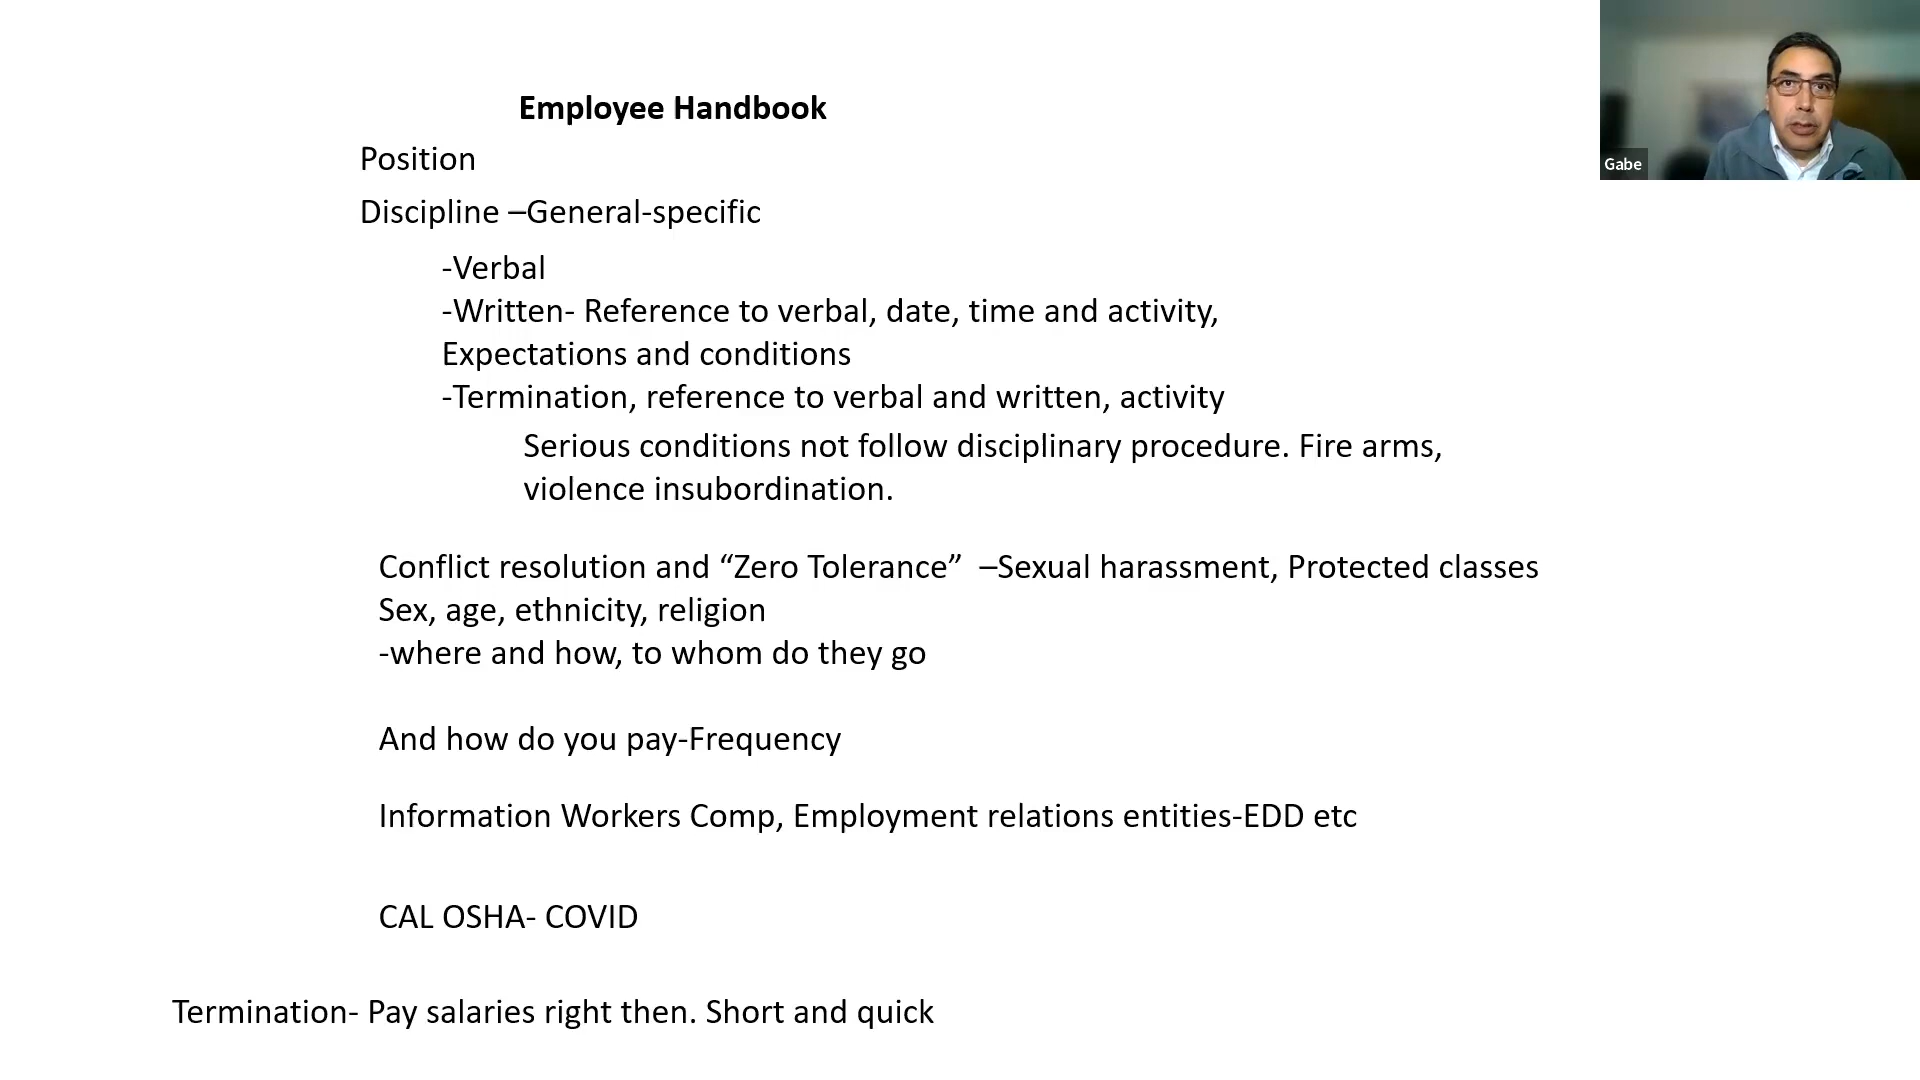 Employee Handbook
Position
Discipline –General-specific
-Verbal
-Written- Reference to verbal, date, time and activity,
Expectations and conditions
-Termination, reference to verbal and written, activity
Serious conditions not follow disciplinary procedure. Fire arms,
violence insubordination.
Conflict resolution and “Zero Tolerance”  –Sexual harassment, Protected classes
Sex, age, ethnicity, religion
-where and how, to whom do they go
And how do you pay-Frequency
Information Workers Comp, Employment relations entities-EDD etc
CAL OSHA- COVID
Termination- Pay salaries right then. Short and quick
Gabe